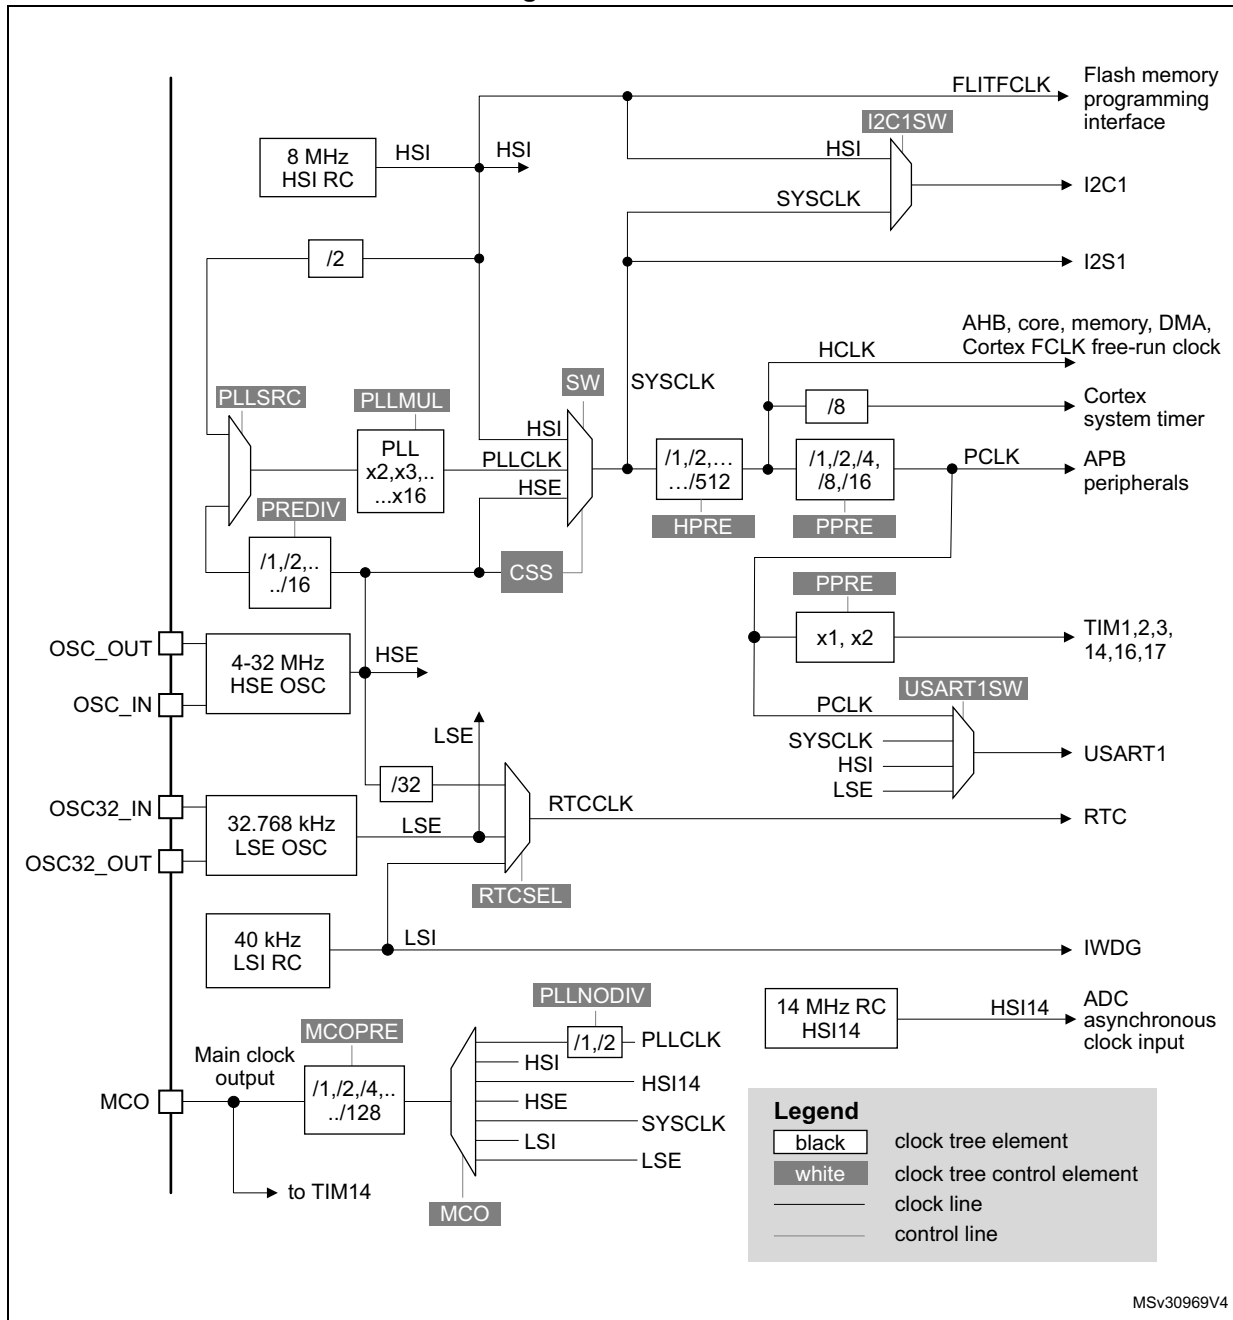 FLITFCLK
Flash memory
programming
interface
I2C1SW
8 MHz
HSI RC
HSI
HSI
HSI
SYSCLK
I2C1
/2
I2S1
AHB, core, memory, DMA,
Cortex FCLK free-run clock
HCLK
PLLSRC
PLLMUL
SW
SYSCLK
/8
Cortex
system timer
PLL
x2,x3,..
...x16
HSI
PLLCLK
HSE
/1,/2,…
…/512
HPRE
/1,/2,/4,
/8,/16
PPRE
PCLK
APB
peripherals
PREDIV
/1,/2,..
../16
CSS
PPRE
x1, x2
TIM1,2,3,
14,16,17
OSC_OUT
OSC_IN
4-32 MHz
HSE OSC
HSE
USART1SW
PCLK
SYSCLK
HSI
LSE
USART1
LSE
/32
RTCCLK
RTC
OSC32_IN
OSC32_OUT
32.768 kHz
LSE OSC
LSE
RTCSEL
40 kHz
LSI RC
LSI
IWDG
PLLNODIV
14 MHz RC
HSI14
HSI14
ADC
asynchronous
clock input
MCOPRE
Main clock
output
/1,/2
PLLCLK
HSI
HSI14
HSE
SYSCLK
LSI
LSE
MCO
/1,/2,/4,..
../128
to TIM14
MCO
Legend
black
clock tree element
white
clock tree control element
clock line
control line
MSv30969V4